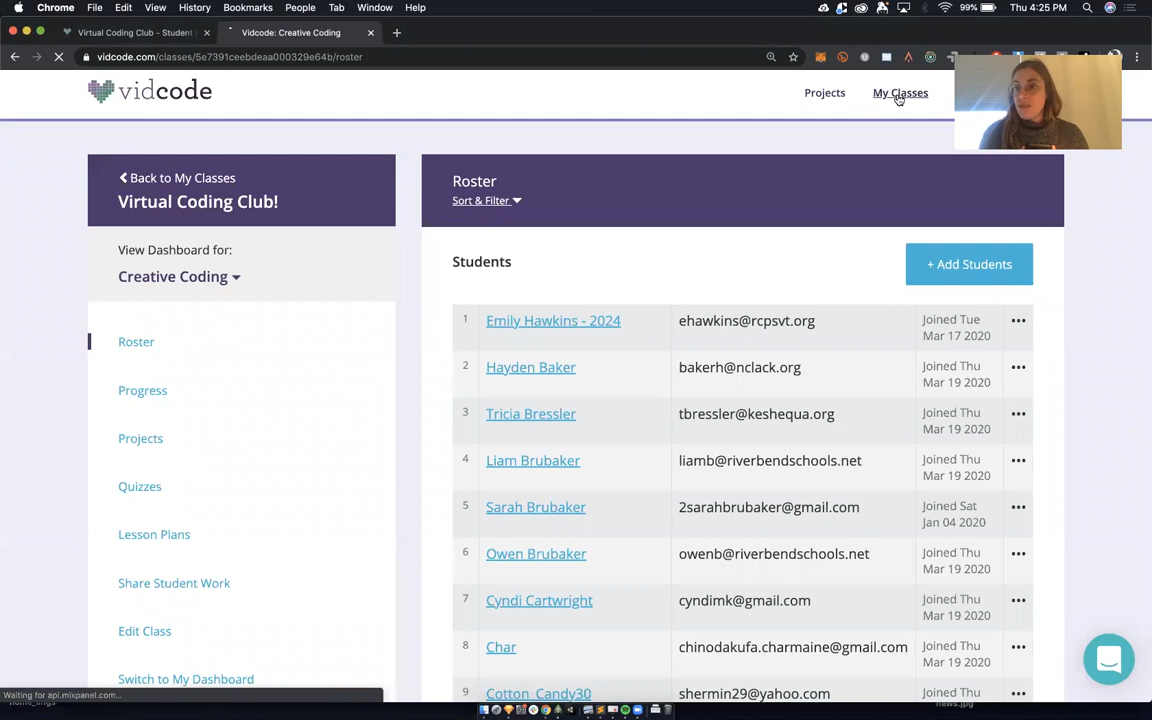 Chrome File Edit View History Bookmarks People Tab Window Help 99% Thu 4:25 PM
Virtual Coding Club - Student Vidcode: Creative Coding
vidcode.com/classes/5e7391ceebdeaa000329e64b/roster
vidcode Projects My Classes
Back to My Classes
Virtual Coding Club!
View Dashboard for:
Creative Coding
Roster
Progress
Projects
Quizzes
Lesson Plans
Share Student Work
Edit Class
Switch to My Dashboard
Roster
Sort & Filter
Students + Add Students
1 Emily Hawkins - 2024 ehawkins@rcpsvt.org Joined Tue
Mar 17 2020
2 Hayden Baker bakerh@nclack.org Joined Thu
Mar 19 2020
3 Tricia Bressler tbressler@keshequa.org Joined Thu
Mar 19 2020
4 Liam Brubaker liamb@riverbendschools.net Joined Thu
Mar 19 2020
5 Sarah Brubaker 2sarahbrubaker@gmail.com Joined Sat
Jan 04 2020
6 Owen Brubaker owenb@riverbendschools.net Joined Thu
Mar 19 2020
7 Cyndi Cartwright cyndimk@gmail.com Joined Thu
Mar 19 2020
8 Char chinodakufa.charmaine@gmail.com Joined Thu
Mar 19 2020
9 Cotton_Candy30 shermin29@yahoo.com Joined Thu
Waiting for api.mixpanel.com...
home_imgs news.jpg